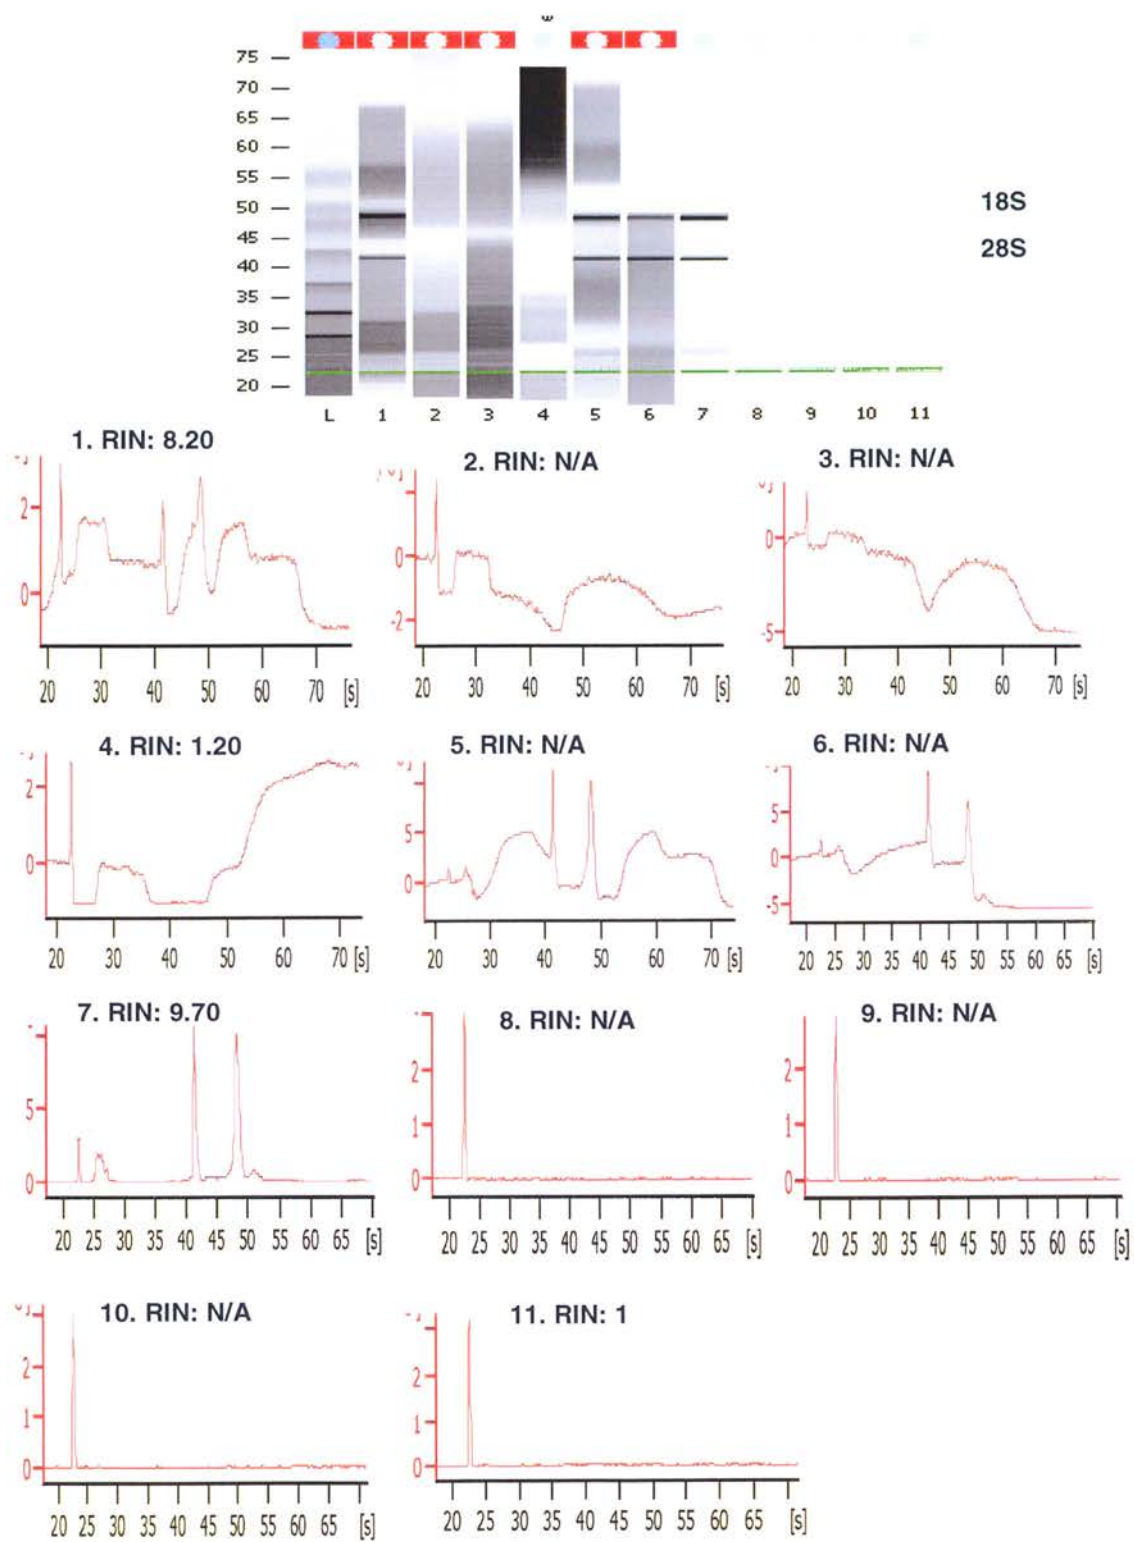 75
70
65
60
55
50
45
40
35
30
25
20
18S
28S
L 1 2 3 4 5 6 7 8 9 10 11
1. RIN: 8.20
2
0
20 30 40 50 60 70 [s]
2. RIN: N/A
0
-2
20 30 40 50 60 70 [s]
3. RIN: N/A
0
-5
20 30 40 50 60 70 [s]
4. RIN: 1.20
2
0
20 30 40 50 60 70 [s]
5. RIN: N/A
5
0
20 30 40 50 60 70 [s]
6. RIN: N/A
5
0
-5
20 25 30 35 40 45 50 55 60 65 [s]
7. RIN: 9.70
5
0
20 25 30 35 40 45 50 55 60 65 [s]
8. RIN: N/A
2
1
0
20 25 30 35 40 45 50 55 60 65 [s]
9. RIN: N/A
2
1
0
20 25 30 35 40 45 50 55 60 65 [s]
10. RIN: N/A
2
1
0
20 25 30 35 40 45 50 55 60 65 [s]
11. RIN: 1
2
1
0
20 25 30 35 40 45 50 55 60 65 [s]